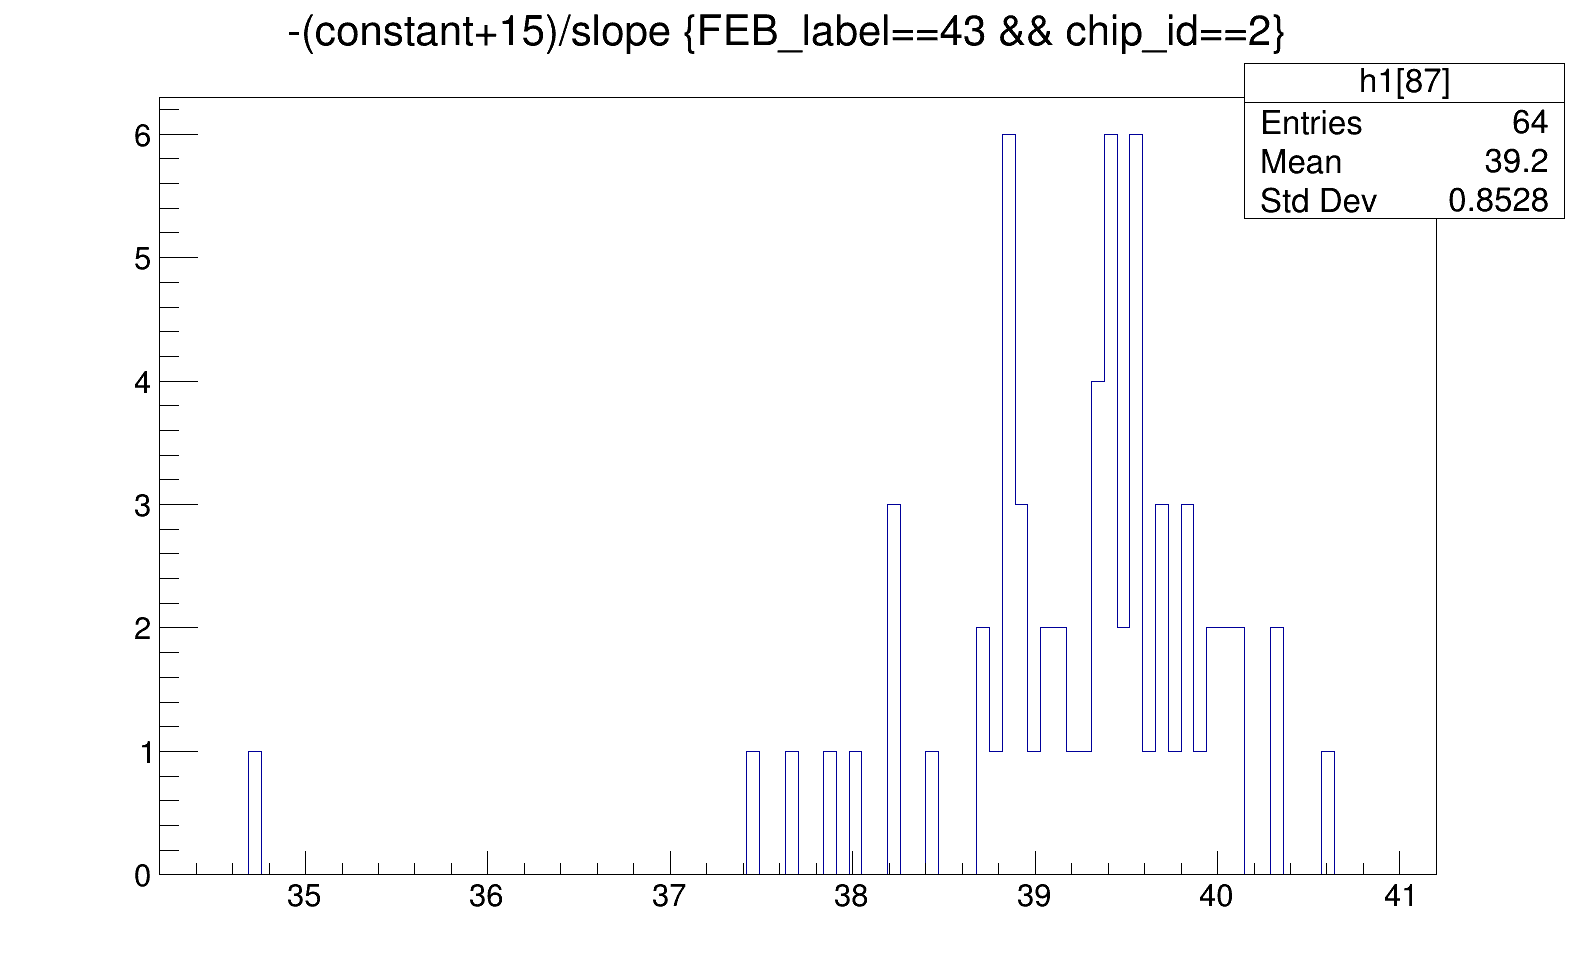 -(constant+15)/slope {FEB_label==43 && chip_id==2}
h1[87]
Entries 64
Mean 39.2
Std Dev 0.8528
6
5
4
3
2
1
0
35 36 37 38 39 40 41